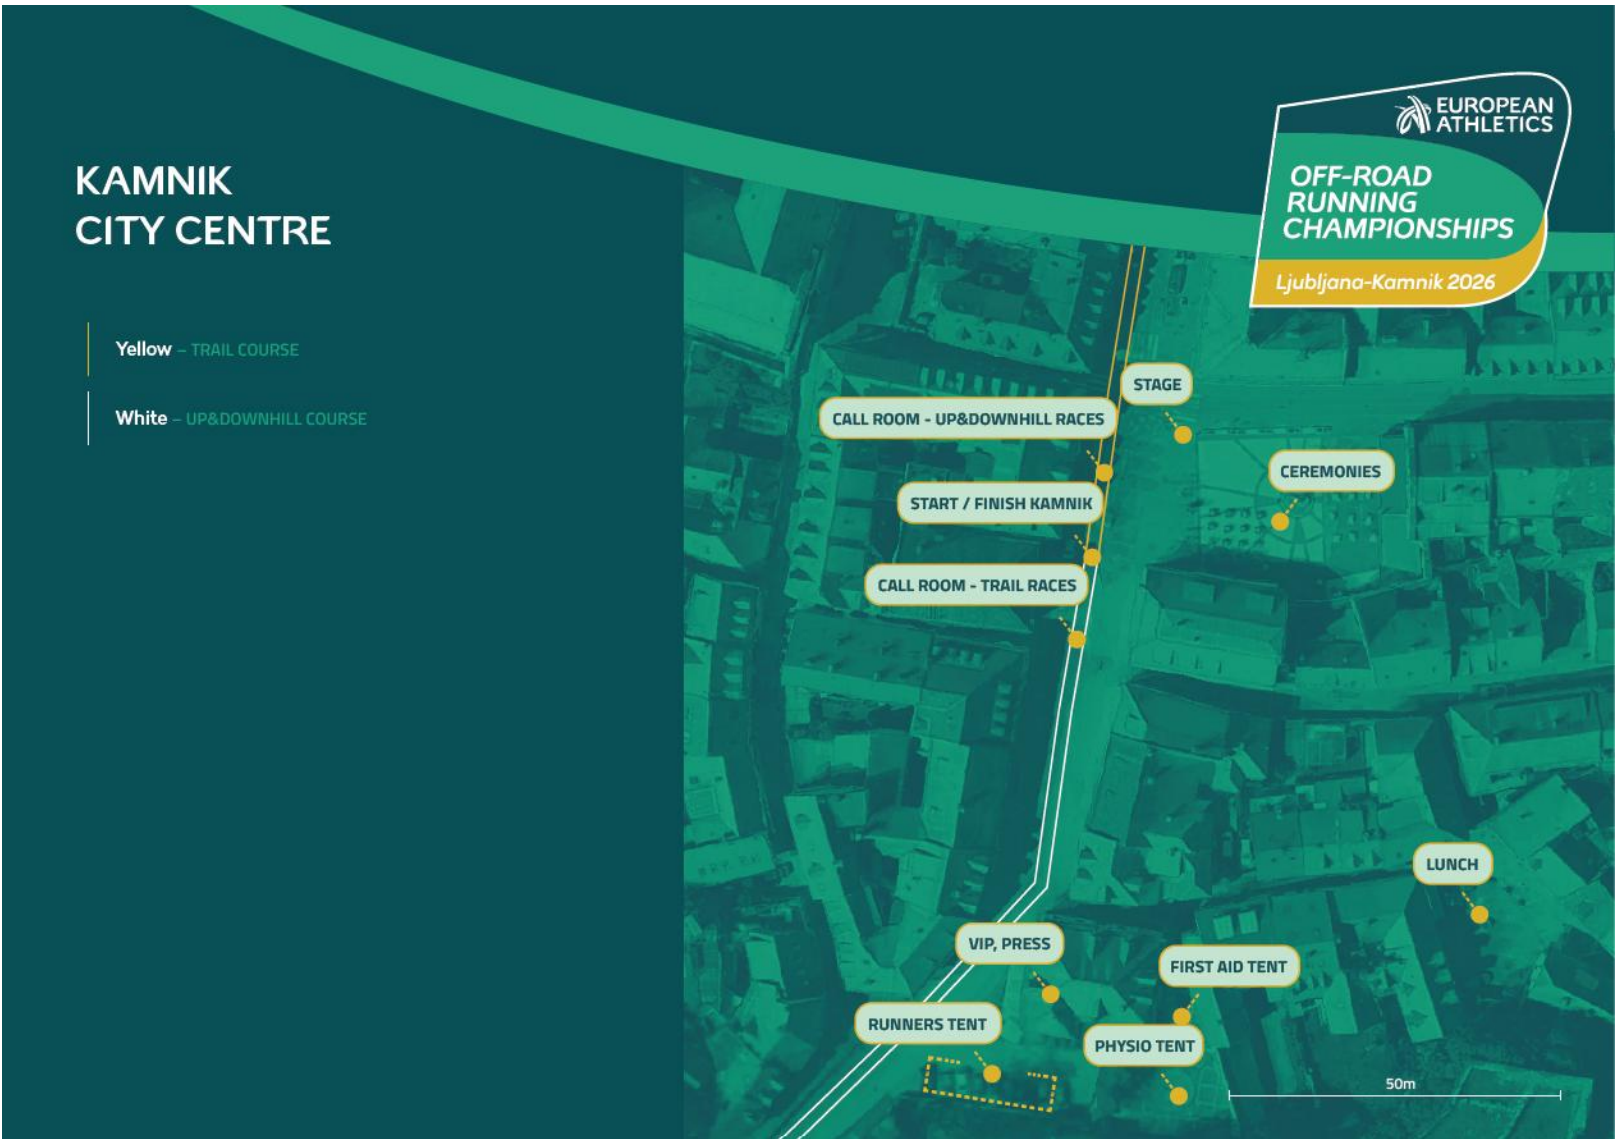 KAMNIK
CITY CENTRE
Yellow – TRAIL COURSE
White – UP&DOWNHILL COURSE
EUROPEAN
ATHLETICS
OFF-ROAD
RUNNING
CHAMPIONSHIPS
Ljubljana-Kamnik 2026
STAGE
CALL ROOM - UP&DOWNHILL RACES
CEREMONIES
START / FINISH KAMNIK
CALL ROOM - TRAIL RACES
LUNCH
VIP, PRESS
FIRST AID TENT
RUNNERS TENT
PHYSIO TENT
50m